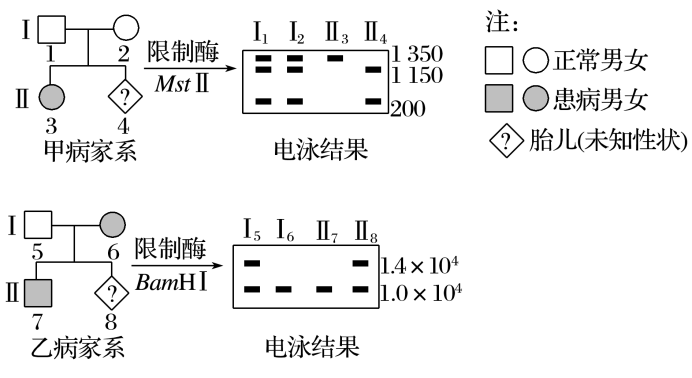 Ⅰ
1
2
Ⅱ
3
?
4
甲病家系
限制酶
MstⅡ
Ⅰ1 Ⅰ2 Ⅱ3 Ⅱ4
1 350
1 150
200
电泳结果
注：
正常男女
患病男女
? 胎儿(未知性状)
Ⅰ
5
6
Ⅱ
7
?
8
乙病家系
限制酶
BamHⅠ
Ⅰ5 Ⅰ6 Ⅱ7 Ⅱ8
1.4×10⁴
1.0×10⁴
电泳结果